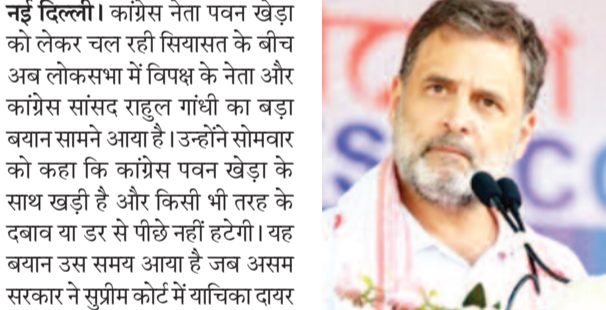 नई दिल्ली। कांग्रेस नेता पवन खेड़ा
को लेकर चल रही सियासत के बीच
अब लोकसभा में विपक्ष के नेता और
कांग्रेस सांसद राहुल गांधी का बड़ा
बयान सामने आया है। उन्होंने सोमवार
को कहा कि कांग्रेस पवन खेड़ा के
साथ खड़ी है और किसी भी तरह के
दबाव या डर से पीछे नहीं हटेगी। यह
बयान उस समय आया है जब असम
सरकार ने सुप्रीम कोर्ट में याचिका दायर